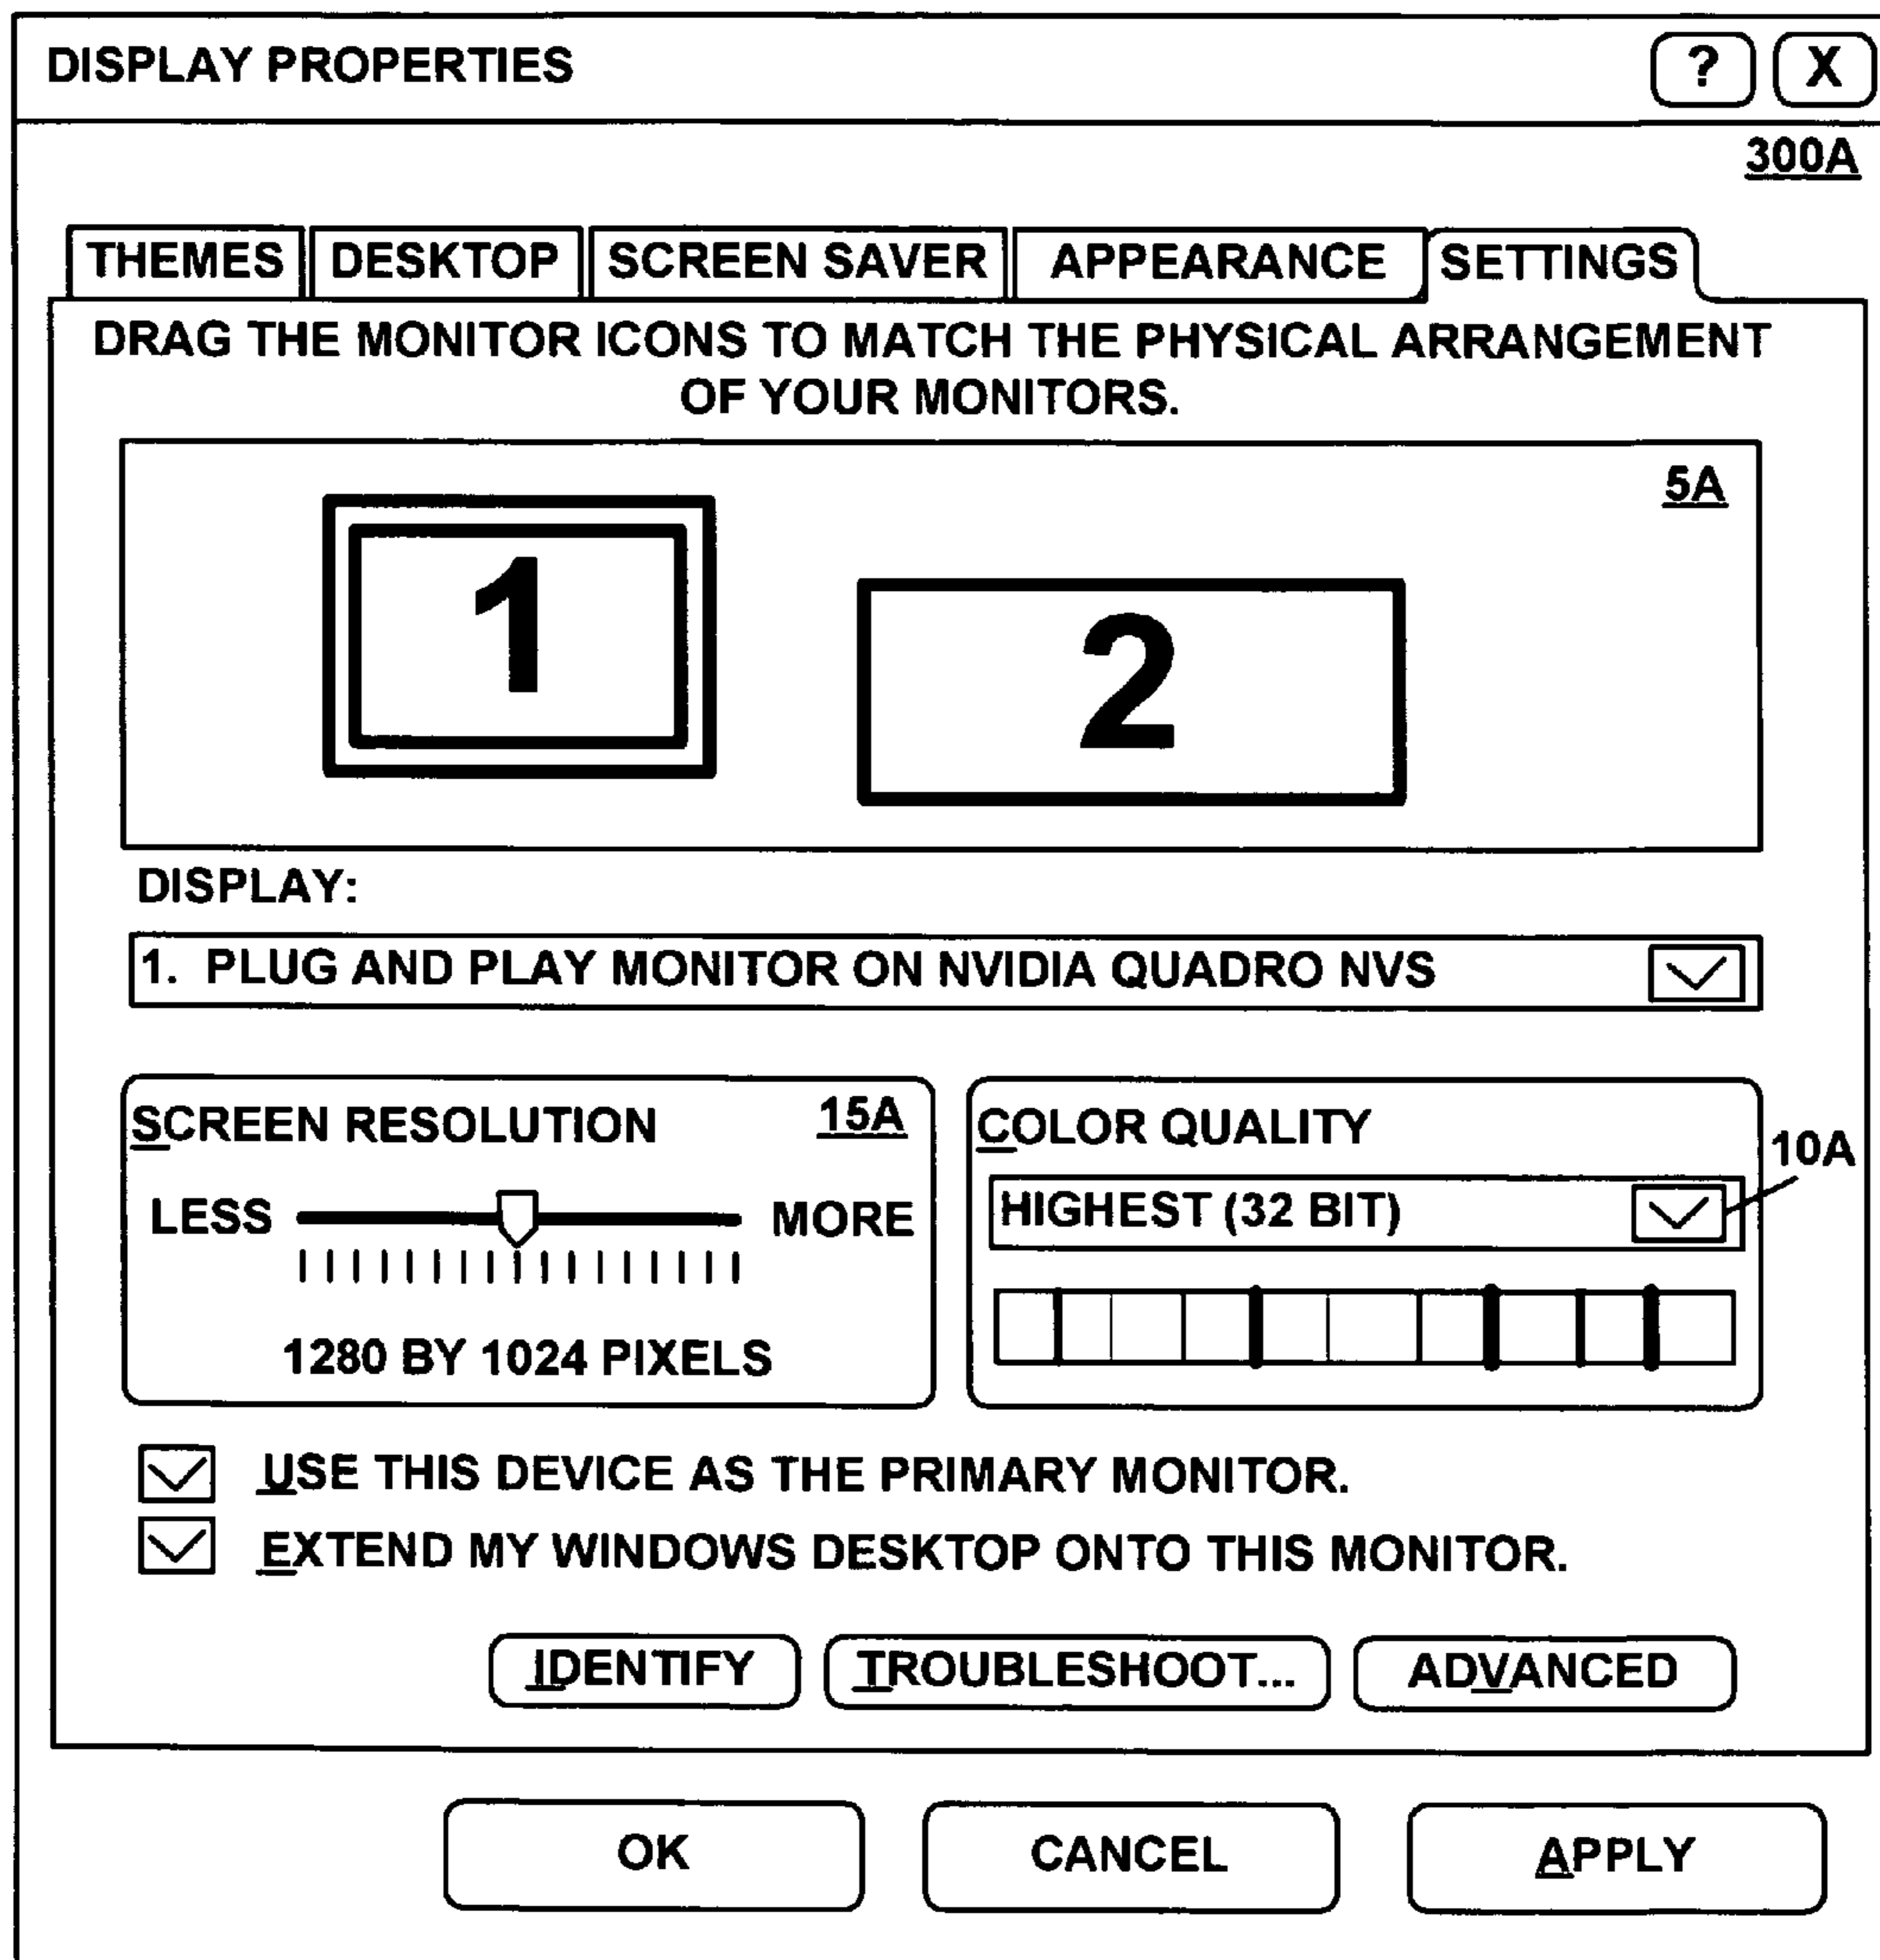 DISPLAY PROPERTIES
? X
300A
THEMES DESKTOP SCREEN SAVER APPEARANCE SETTINGS
DRAG THE MONITOR ICONS TO MATCH THE PHYSICAL ARRANGEMENT
OF YOUR MONITORS.
5A
1
2
DISPLAY:
1. PLUG AND PLAY MONITOR ON NVIDIA QUADRO NVS
SCREEN RESOLUTION 15A
LESS MORE
1280 BY 1024 PIXELS
COLOR QUALITY
10A
HIGHEST (32 BIT)
USE THIS DEVICE AS THE PRIMARY MONITOR.
EXTEND MY WINDOWS DESKTOP ONTO THIS MONITOR.
IDENTIFY TROUBLESHOOT... ADVANCED
OK CANCEL APPLY